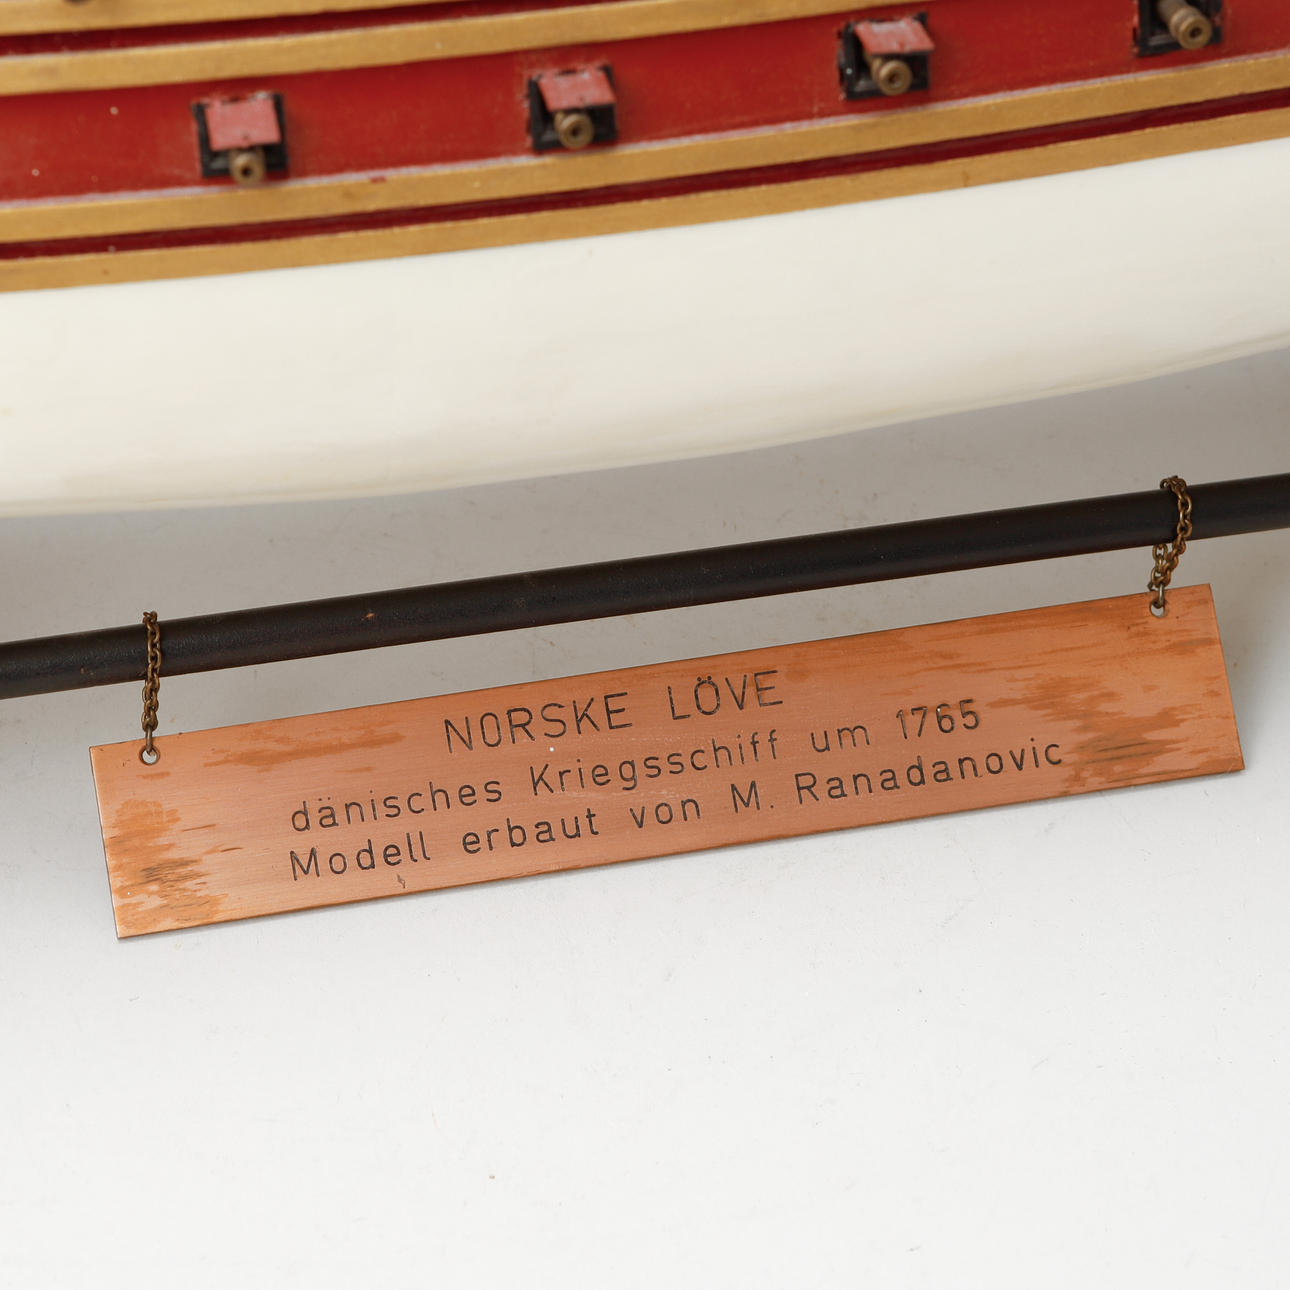 NORSKE LÖVE
dänisches Kriegsschiff um 1765
Modell erbaut von M. Ranadanovic